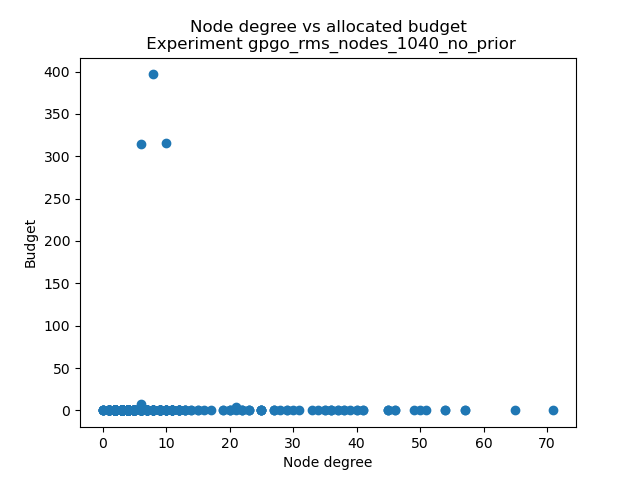 Node degree vs allocated budget
Experiment gpgo_rms_nodes_1040_no_prior
400
350
300
250
200
150
100
50
0
Budget
0 10 20 30 40 50 60 70
Node degree